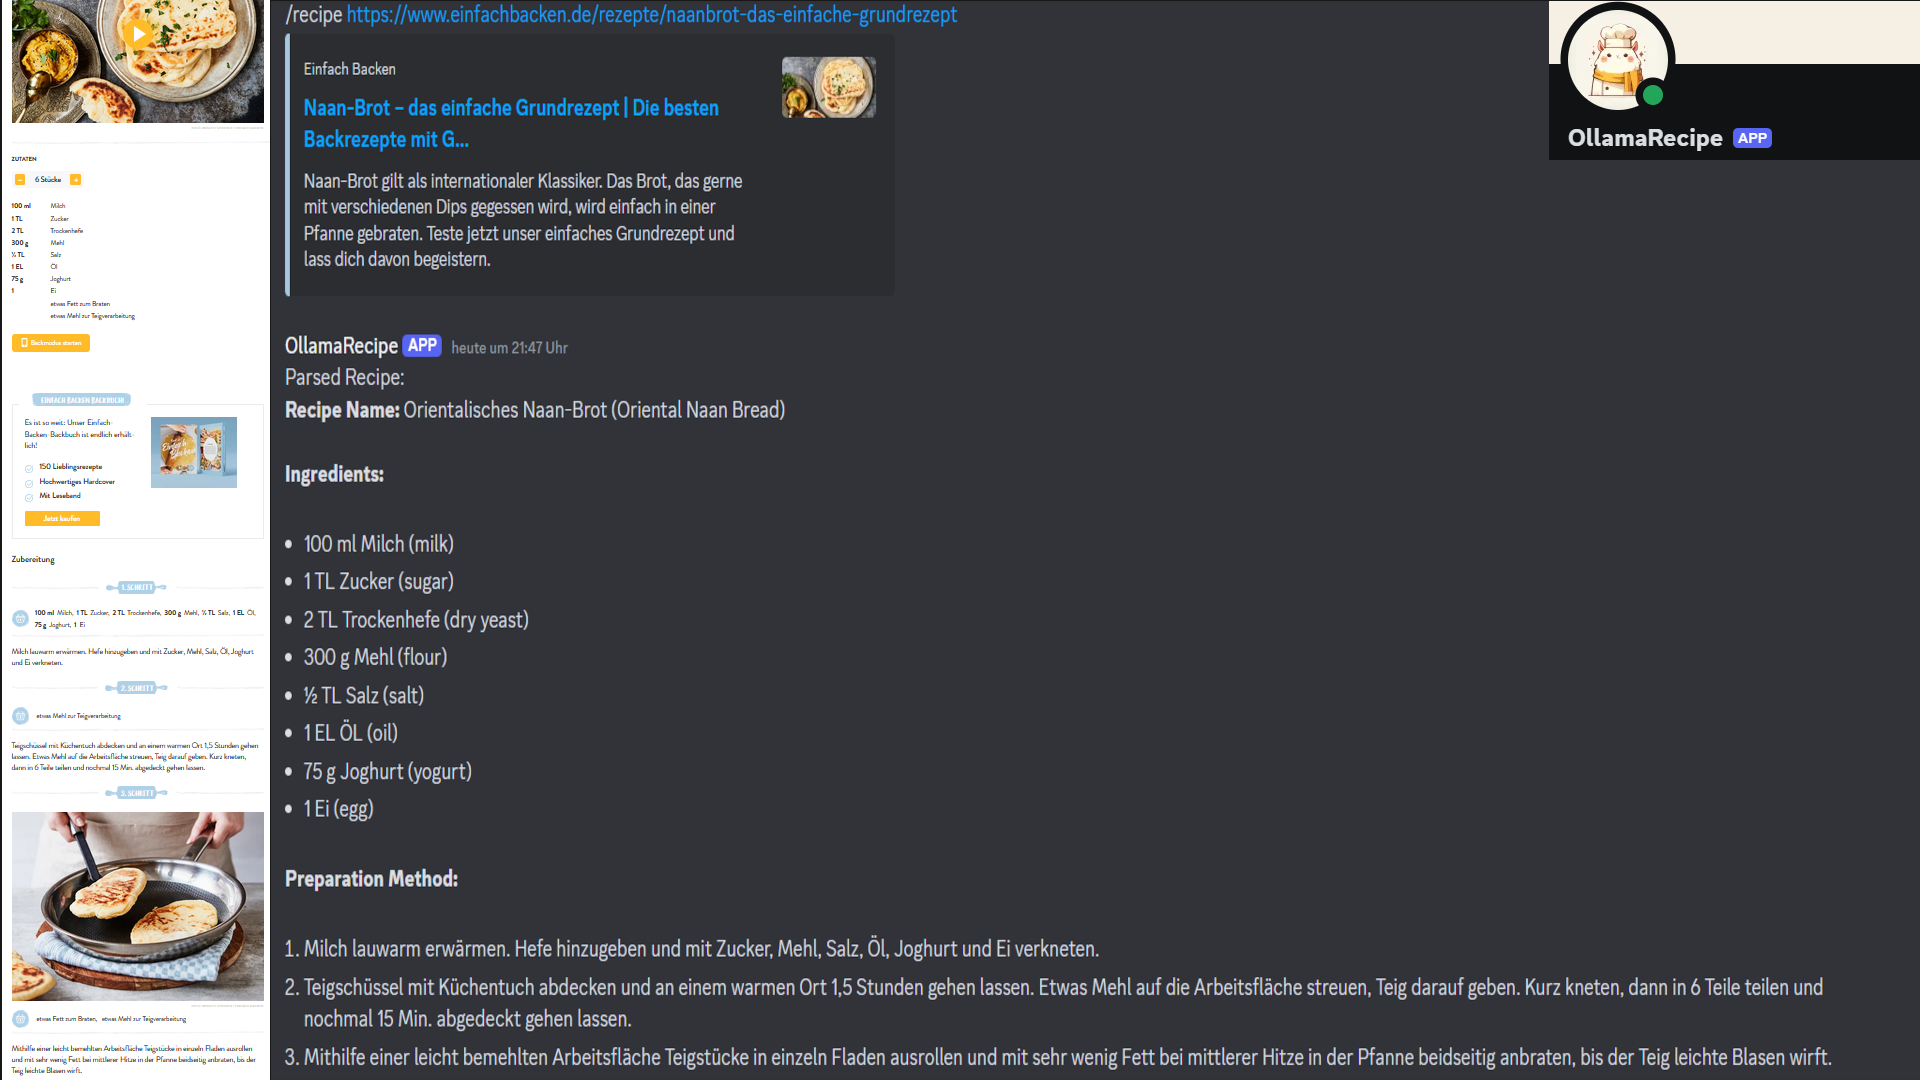 ZUTATEN
- 6 Stücke +
100 ml Milch
1 TL Zucker
2 TL Trockenhefe
300 g Mehl
½ TL Salz
1 EL Öl
75 g Joghurt
1 Ei
etwas Fett zum Braten
etwas Mehl zur Teigverarbeitung
Backmodus starten
EINFACH BACKEN BACKBUCH!
Es ist so weit: Unser Einfach-
Backen-Backbuch ist endlich erhält-
lich!
150 Lieblingsrezepte
Hochwertiges Hardcover
Mit Leseband
Jetzt kaufen
Zubereitung
1. SCHRITT
100 ml Milch, 1 TL Zucker, 2 TL Trockenhefe, 300 g Mehl, ½ TL Salz, 1 EL Öl,
75 g Joghurt, 1 Ei
Milch lauwarm erwärmen. Hefe hinzugeben und mit Zucker, Mehl, Salz, Öl, Joghurt
und Ei verkneten.
2. SCHRITT
etwas Mehl zur Teigverarbeitung
Teigschüssel mit Küchentuch abdecken und an einem warmen Ort 1,5 Stunden gehen
lassen. Etwas Mehl auf die Arbeitsfläche streuen, Teig darauf geben. Kurz kneten,
dann in 6 Teile teilen und nochmal 15 Min. abgedeckt gehen lassen.
3. SCHRITT
etwas Fett zum Braten, etwas Mehl zur Teigverarbeitung
Mithilfe einer leicht bemehlten Arbeitsfläche Teigstücke in einzeln Fladen ausrollen
und mit sehr wenig Fett bei mittlerer Hitze in der Pfanne beidseitig anbraten, bis der
Teig leichte Blasen wirft.
/recipe https://www.einfachbacken.de/rezepte/naanbrot-das-einfache-grundrezept
Einfach Backen
Naan-Brot – das einfache Grundrezept | Die besten
Backrezepte mit G...
Naan-Brot gilt als internationaler Klassiker. Das Brot, das gerne
mit verschiedenen Dips gegessen wird, wird einfach in einer
Pfanne gebraten. Teste jetzt unser einfaches Grundrezept und
lass dich davon begeistern.
OllamaRecipe APP heute um 21:47 Uhr
Parsed Recipe:
Recipe Name: Orientalisches Naan-Brot (Oriental Naan Bread)
Ingredients:
• 100 ml Milch (milk)
• 1 TL Zucker (sugar)
• 2 TL Trockenhefe (dry yeast)
• 300 g Mehl (flour)
• ½ TL Salz (salt)
• 1 EL ÖL (oil)
• 75 g Joghurt (yogurt)
• 1 Ei (egg)
Preparation Method:
1. Milch lauwarm erwärmen. Hefe hinzugeben und mit Zucker, Mehl, Salz, Öl, Joghurt und Ei verkneten.
2. Teigschüssel mit Küchentuch abdecken und an einem warmen Ort 1,5 Stunden gehen lassen. Etwas Mehl auf die Arbeitsfläche streuen, Teig darauf geben. Kurz kneten, dann in 6 Teile teilen und
nochmal 15 Min. abgedeckt gehen lassen.
3. Mithilfe einer leicht bemehlten Arbeitsfläche Teigstücke in einzeln Fladen ausrollen und mit sehr wenig Fett bei mittlerer Hitze in der Pfanne beidseitig anbraten, bis der Teig leichte Blasen wirft.
OllamaRecipe APP